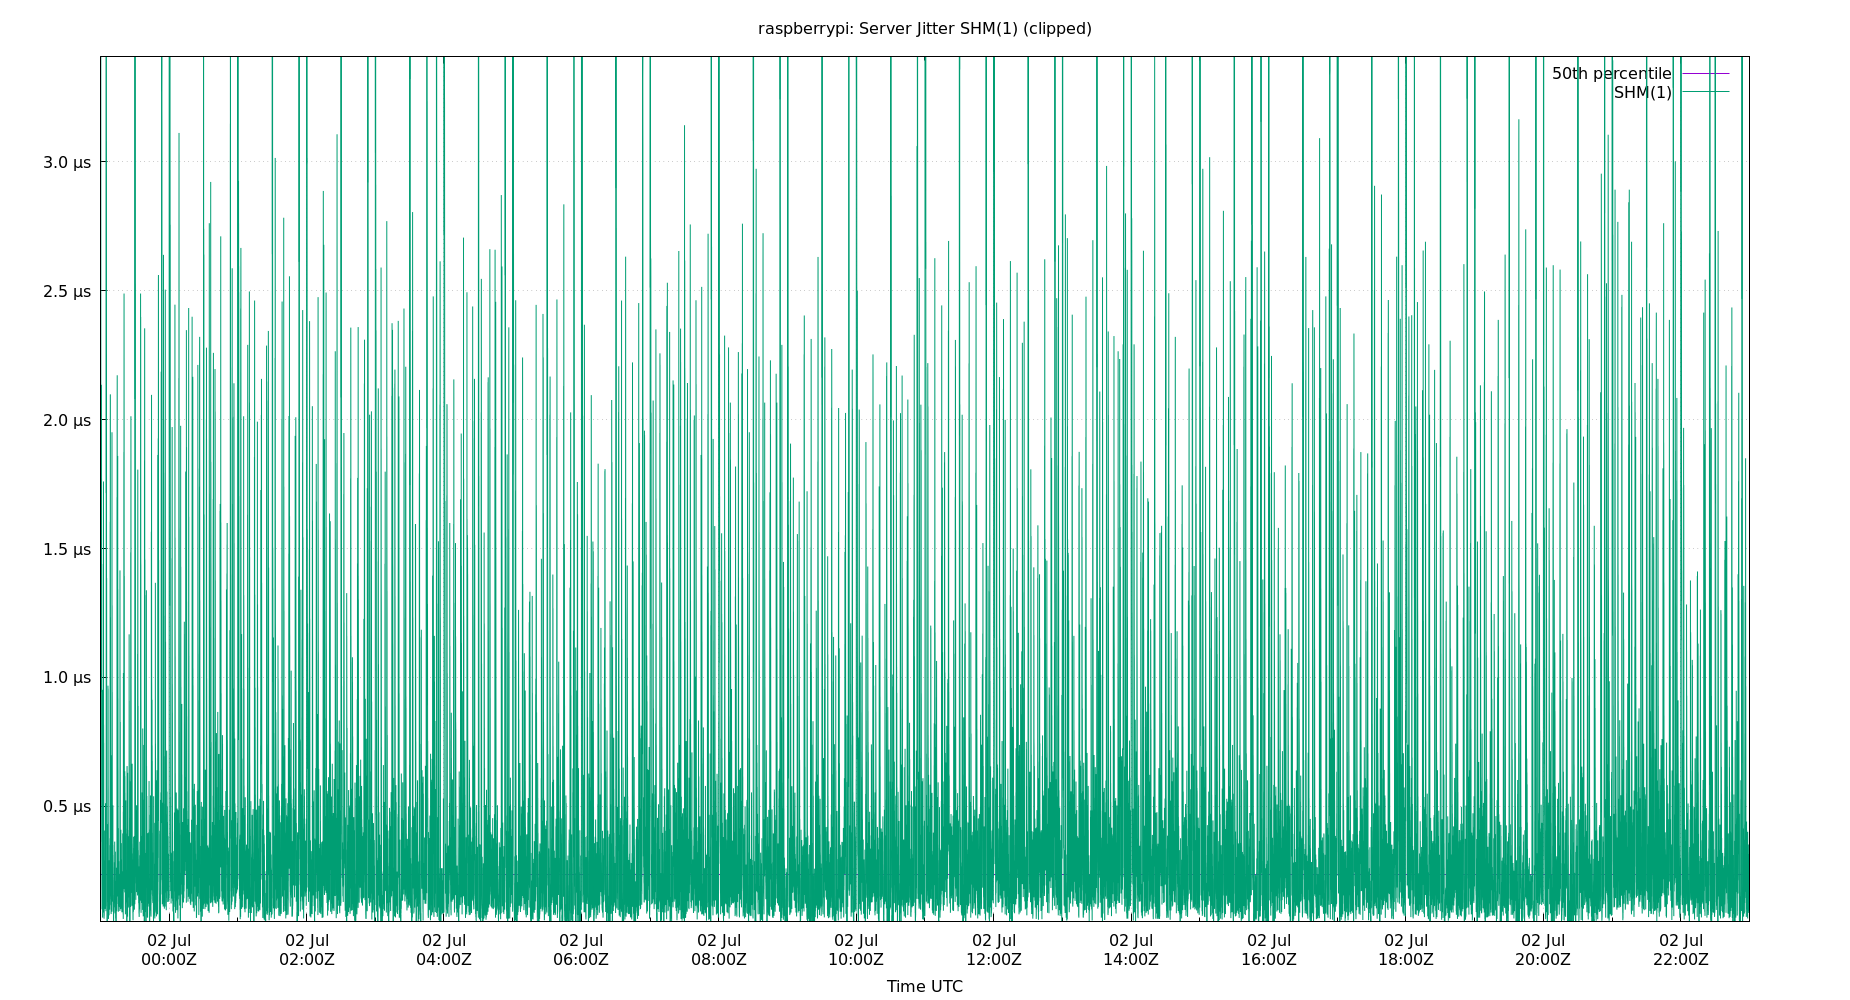 raspberrypi: Server Jitter SHM(1) (clipped)
50th percentile
SHM(1)
3.0 µs
2.5 µs
2.0 µs
1.5 µs
1.0 µs
0.5 µs
02 Jul 02 Jul 02 Jul 02 Jul 02 Jul 02 Jul 02 Jul 02 Jul 02 Jul 02 Jul 02 Jul 02 Jul
00:00Z 02:00Z 04:00Z 06:00Z 08:00Z 10:00Z 12:00Z 14:00Z 16:00Z 18:00Z 20:00Z 22:00Z
Time UTC